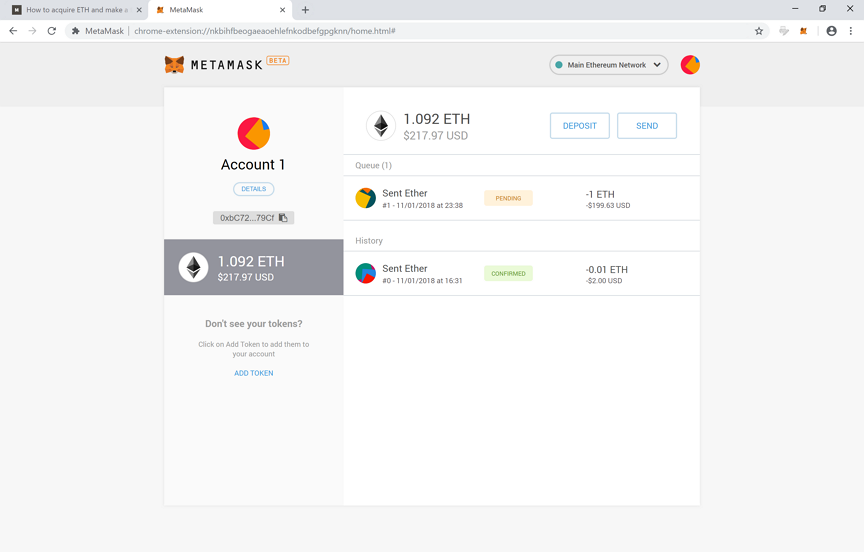 How to acquire ETH and make a
MetaMask
MetaMask
chrome-extension://nkbihfbeogaeaoehlefnkodbefgpgknn/home.html#
METAMASK BETA
Main Ethereum Network
Account 1
DETAILS
0xbC72...79Cf
1.092 ETH
$217.97 USD
Don't see your tokens?
Click on Add Token to add them to
your account
ADD TOKEN
1.092 ETH
$217.97 USD
DEPOSIT
SEND
Queue (1)
Sent Ether
#1 - 11/01/2018 at 23:38
PENDING
-1 ETH
-$199.63 USD
History
Sent Ether
#0 - 11/01/2018 at 16:31
CONFIRMED
-0.01 ETH
-$2.00 USD